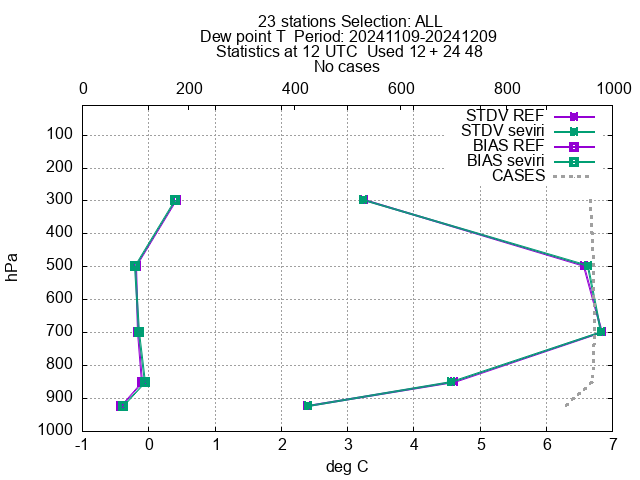 23 stations Selection: ALL
Dew point T  Period: 20241109-20241209
Statistics at 12 UTC  Used 12 + 24 48
No cases
0 200 400 600 800 1000
STDV REF
STDV seviri
BIAS REF
BIAS seviri
CASES
100
200
300
400
500
600
700
800
900
1000
hPa
-1 0 1 2 3 4 5 6 7
deg C